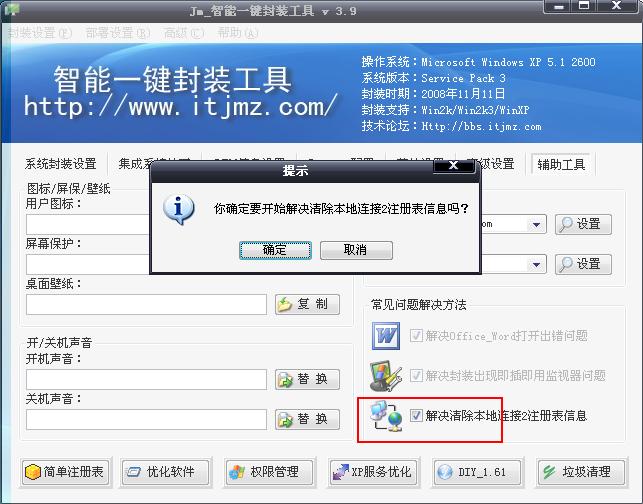 Jm_智能一键封装工具 v 3.9
封装设置(F) 部署设置(R) 高级(C) 帮助(A)
智能一键封装工具
http://www.itjmz.com/
操作系统：Microsoft Windows XP 5.1 2600
系统版本：Service Pack 3
封装时期：2008年11月11日
封装支持：Win2k/Win2k3/WinXP
技术论坛：Http://bbs.itjmz.com
系统封装设置 辅助工具
提示
你确定要开始解决清除本地连接2注册表信息吗？
确定 取消
图标/屏保/壁纸
用户图标：
om 设置
屏幕保护：
设置
桌面壁纸：
复 制
开/关机声音
开机声音：
替 换
关机声音：
替 换
常见问题解决方法
解决Office_Word打开出错问题
解决封装出现即插即用监视器问题
解决清除本地连接2注册表信息
简单注册表 优化软件 权限管理 XP服务优化 DIY_1.61 垃圾清理